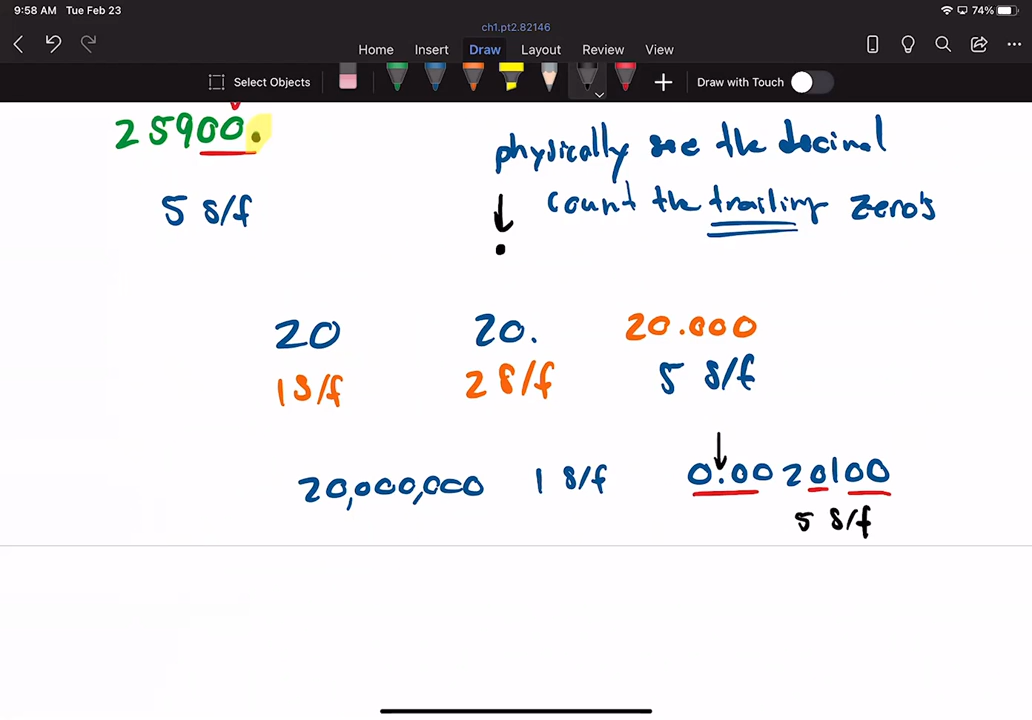 9:58 AM Tue Feb 23 74%
ch1.pt2.82146
Home Insert Draw Layout Review View
Select Objects Draw with Touch
25900.
5 s/f
physically see the decimal
count the trailing zero's
20 20. 20.000
1 s/f 2 s/f 5 s/f
20,000,000 1 s/f 0.0020100
5 s/f